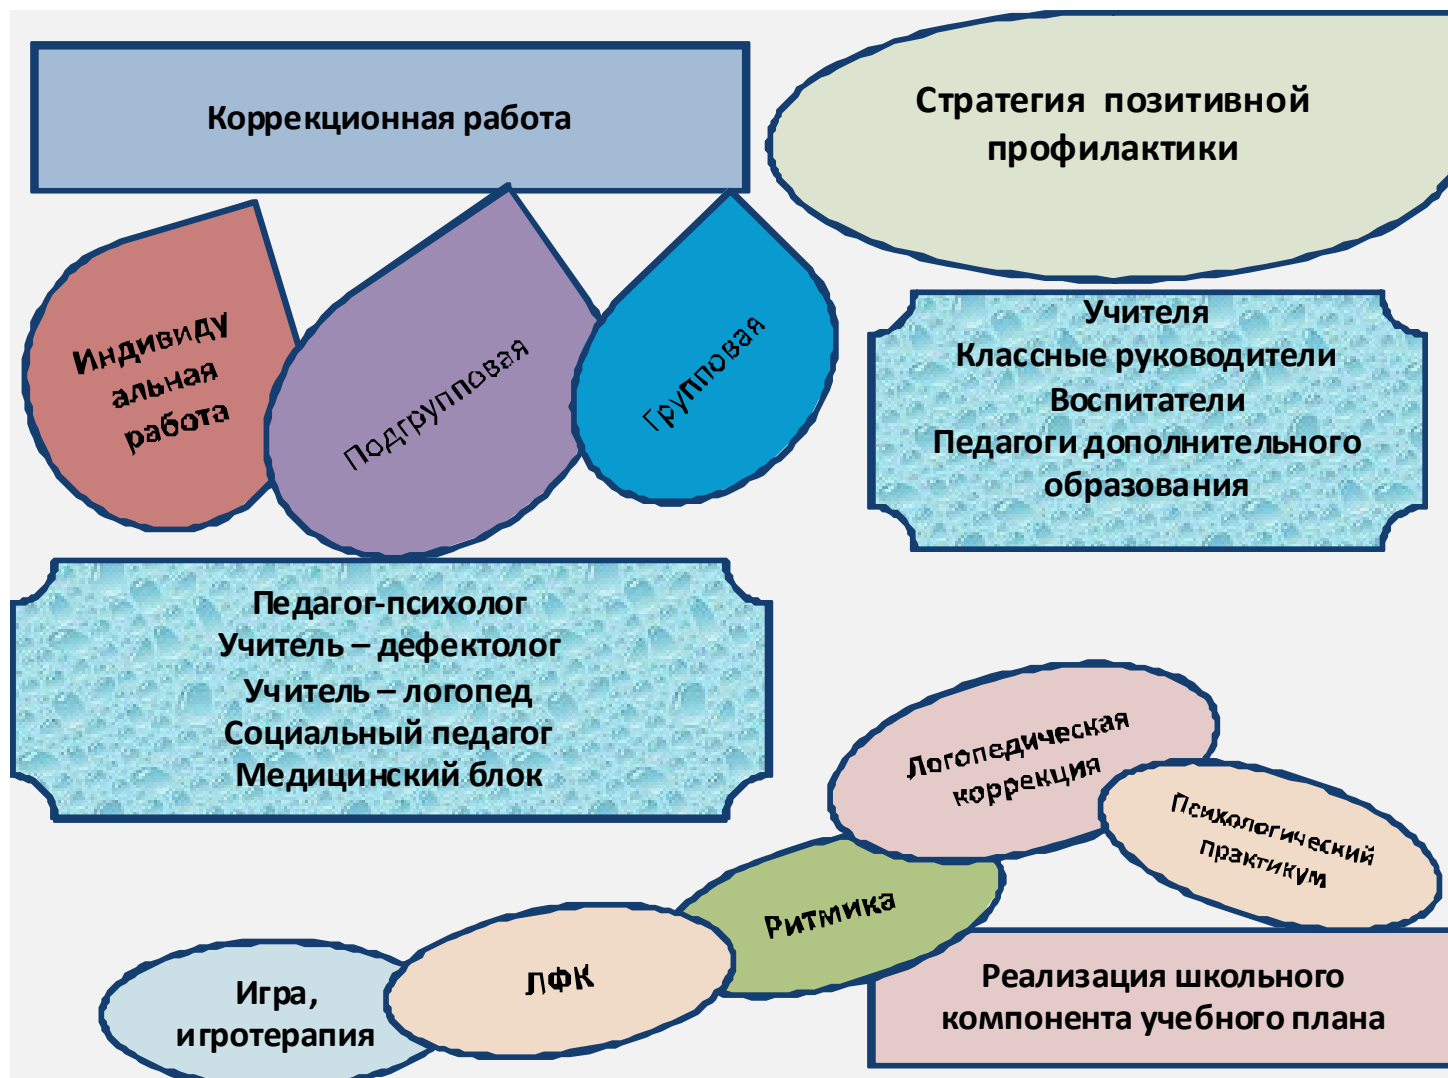 Коррекционная работа
Стратегия позитивной
профилактики
Индивиду
альная
работа
Подгрупповая
Групповая
Учителя
Классные руководители
Воспитатели
Педагоги дополнительного
образования
Педагог-психолог
Учитель – дефектолог
Учитель – логопед
Социальный педагог
Медицинский блок
Логопедическая
коррекция
Психологический
практикум
Ритмика
ЛФК
Игра,
игротерапия
Реализация школьного
компонента учебного плана